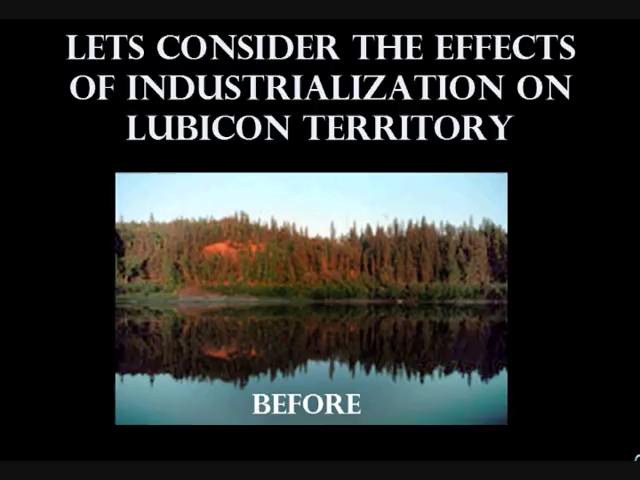 LETS CONSIDER THE EFFECTS
OF INDUSTRIALIZATION ON
LUBICON TERRITORY
BEFORE